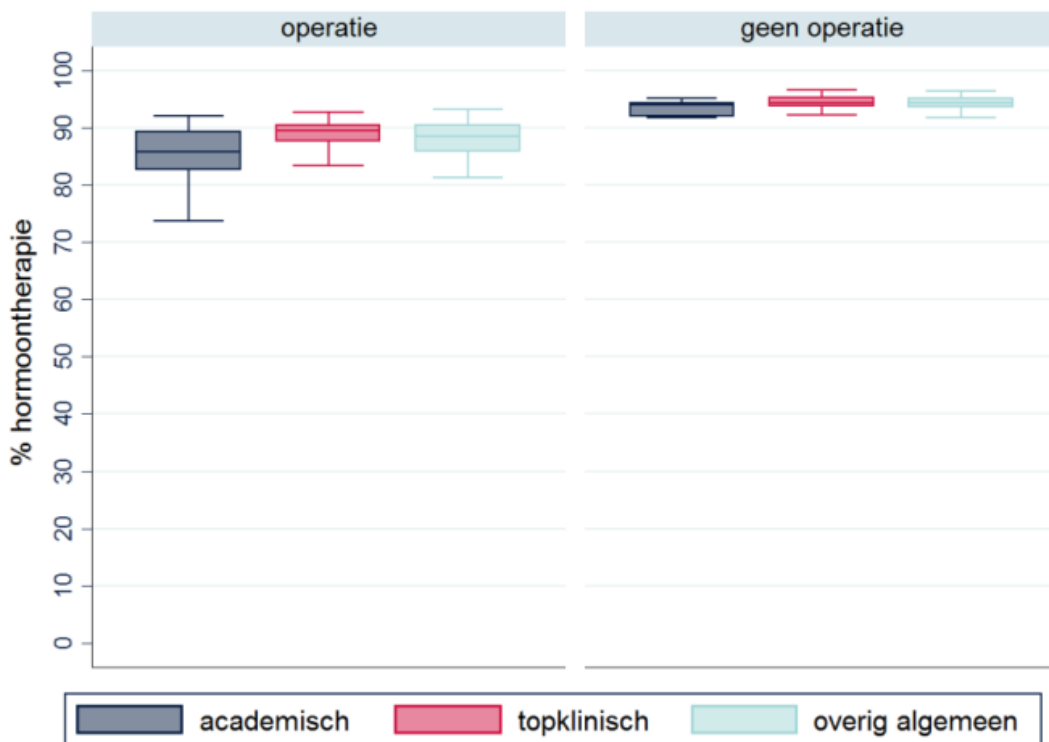 operatie
geen operatie
% hormoontherapie
100
90
80
70
60
50
40
30
20
10
0
academisch
topklinisch
overig algemeen